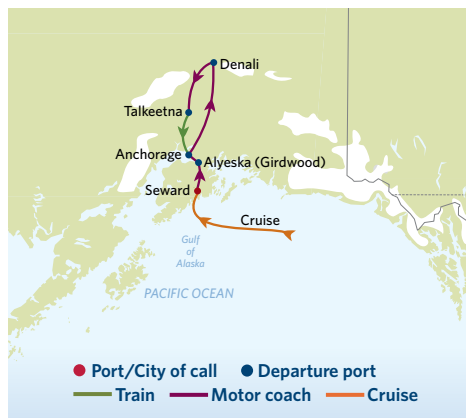 Denali
Talkeetna
Anchorage
Alyeska (Girdwood)
Seward
Cruise
Gulf
of
Alaska
PACIFIC OCEAN
Port/City of call Departure port
Train Motor coach Cruise